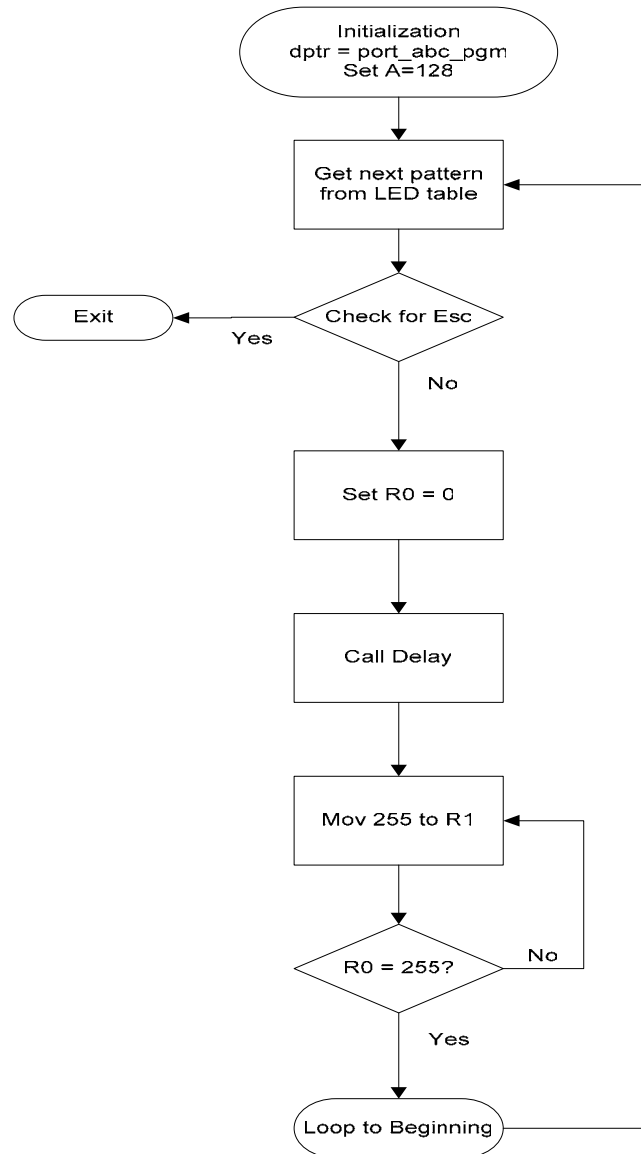 Initialization
dptr = port_abc_pgm
Set A=128
Get next pattern
from LED table
Check for Esc
Exit
Yes
No
Set R0 = 0
Call Delay
Mov 255 to R1
R0 = 255?
No
Yes
Loop to Beginning